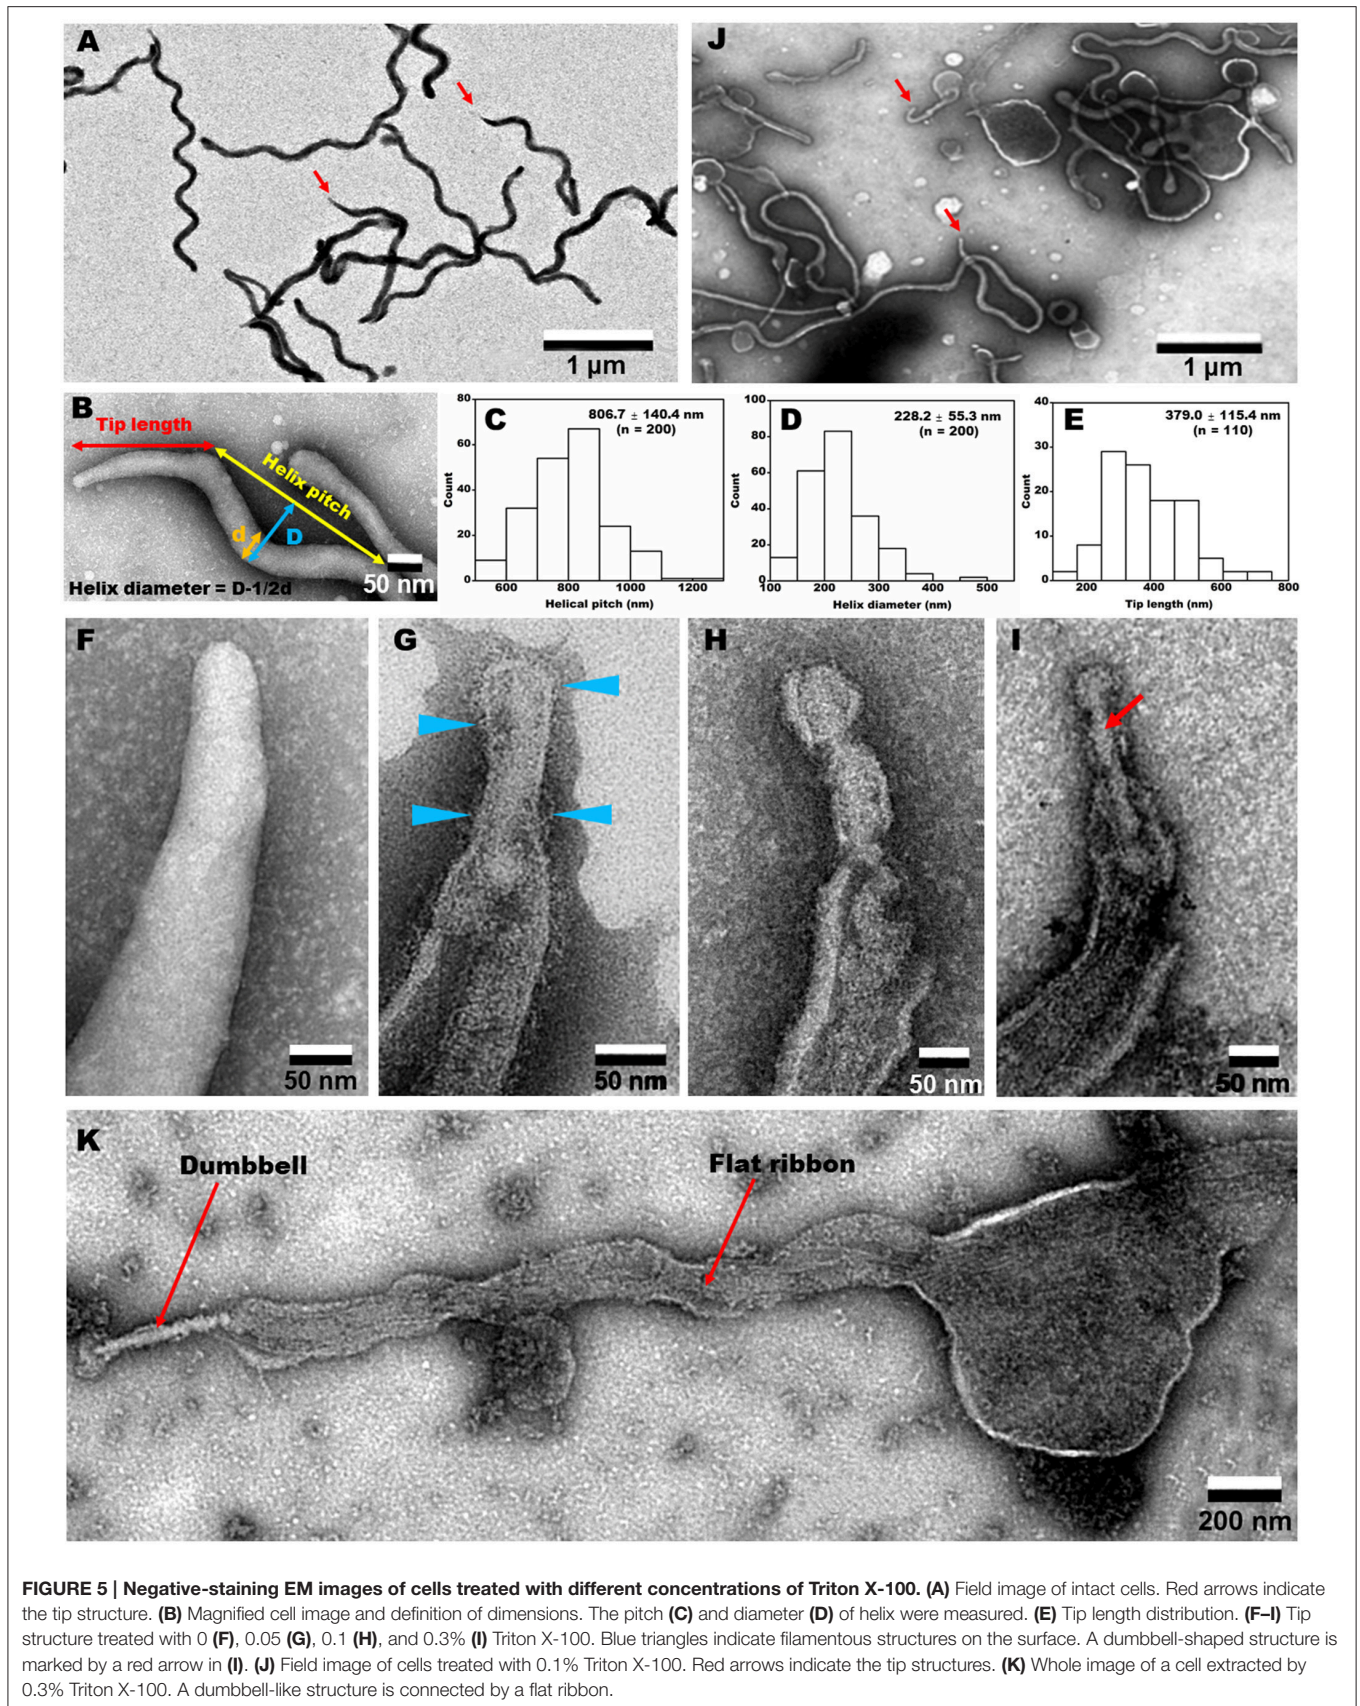 A
1 μm
J
1 μm
B
Tip length
Helix pitch
d
D
50 nm
Helix diameter = D-1/2d
C
806.7 ± 140.4 nm
(n = 200)
80
60
40
20
0
Count
600
800
1000
1200
Helical pitch (nm)
D
228.2 ± 55.3 nm
(n = 200)
100
80
60
40
20
0
Count
100
200
300
400
500
Helix diameter (nm)
E
379.0 ± 115.4 nm
(n = 110)
40
30
20
10
0
Count
200
400
600
800
Tip length (nm)
F
50 nm
G
50 nm
H
50 nm
I
50 nm
K
Dumbbell
Flat ribbon
200 nm
FIGURE 5 | Negative-staining EM images of cells treated with different concentrations of Triton X-100. (A) Field image of intact cells. Red arrows indicate
the tip structure. (B) Magnified cell image and definition of dimensions. The pitch (C) and diameter (D) of helix were measured. (E) Tip length distribution. (F–I) Tip
structure treated with 0 (F), 0.05 (G), 0.1 (H), and 0.3% (I) Triton X-100. Blue triangles indicate filamentous structures on the surface. A dumbbell-shaped structure is
marked by a red arrow in (I). (J) Field image of cells treated with 0.1% Triton X-100. Red arrows indicate the tip structures. (K) Whole image of a cell extracted by
0.3% Triton X-100. A dumbbell-like structure is connected by a flat ribbon.